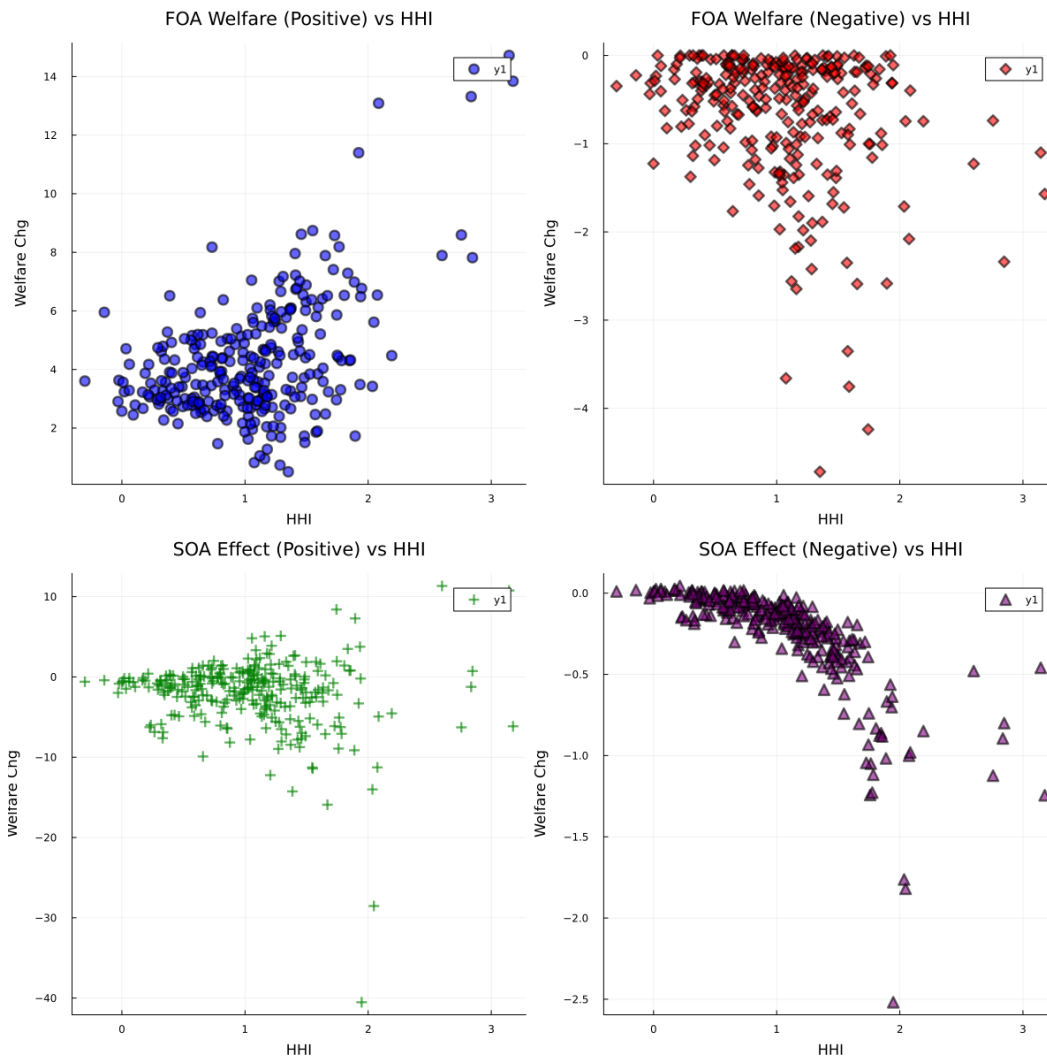 FOA Welfare (Positive) vs HHI
14
12
10
8
6
4
2
Welfare Chg
y1
0
1
2
3
HHI
FOA Welfare (Negative) vs HHI
0
−1
−2
−3
−4
Welfare Chg
y1
0
1
2
3
HHI
SOA Effect (Positive) vs HHI
10
0
−10
−20
−30
−40
Welfare Chg
y1
0
1
2
3
HHI
SOA Effect (Negative) vs HHI
0.0
−0.5
−1.0
−1.5
−2.0
−2.5
Welfare Chg
y1
0
1
2
3
HHI